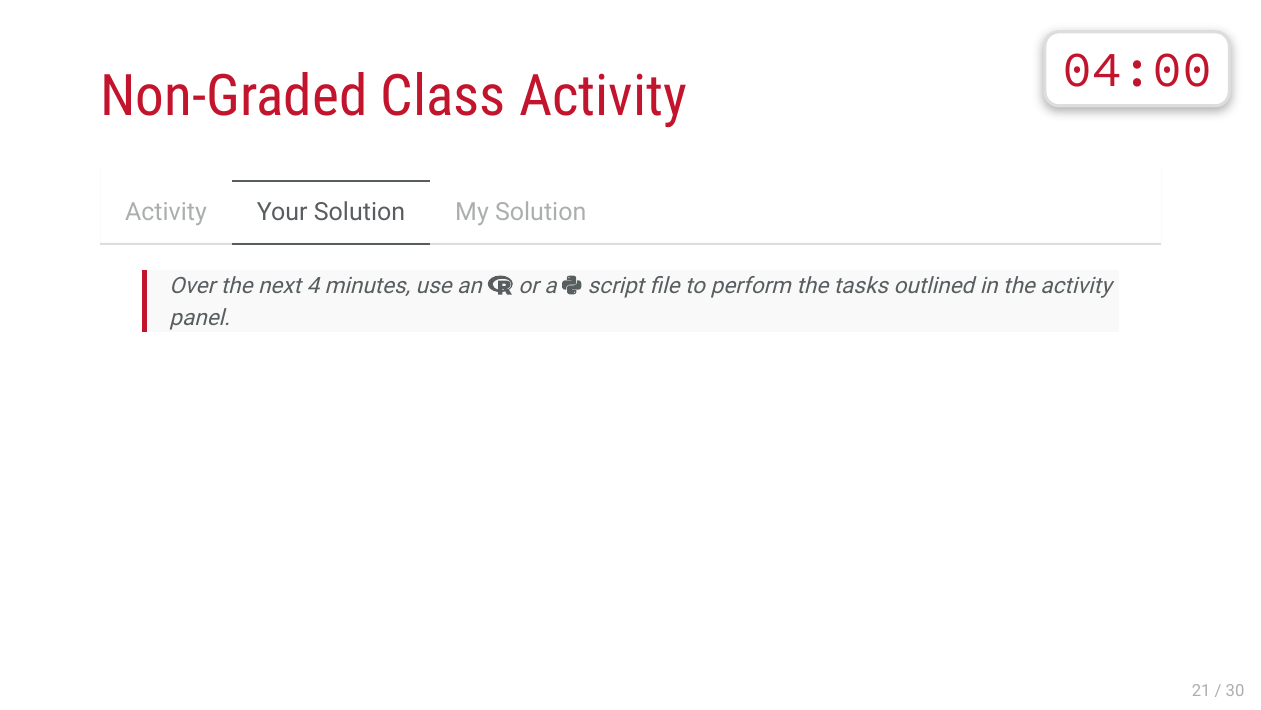 Non-Graded Class Activity
04:00
Activity Your Solution My Solution
Over the next 4 minutes, use an R or a script file to perform the tasks outlined in the activity
panel.
21 / 30